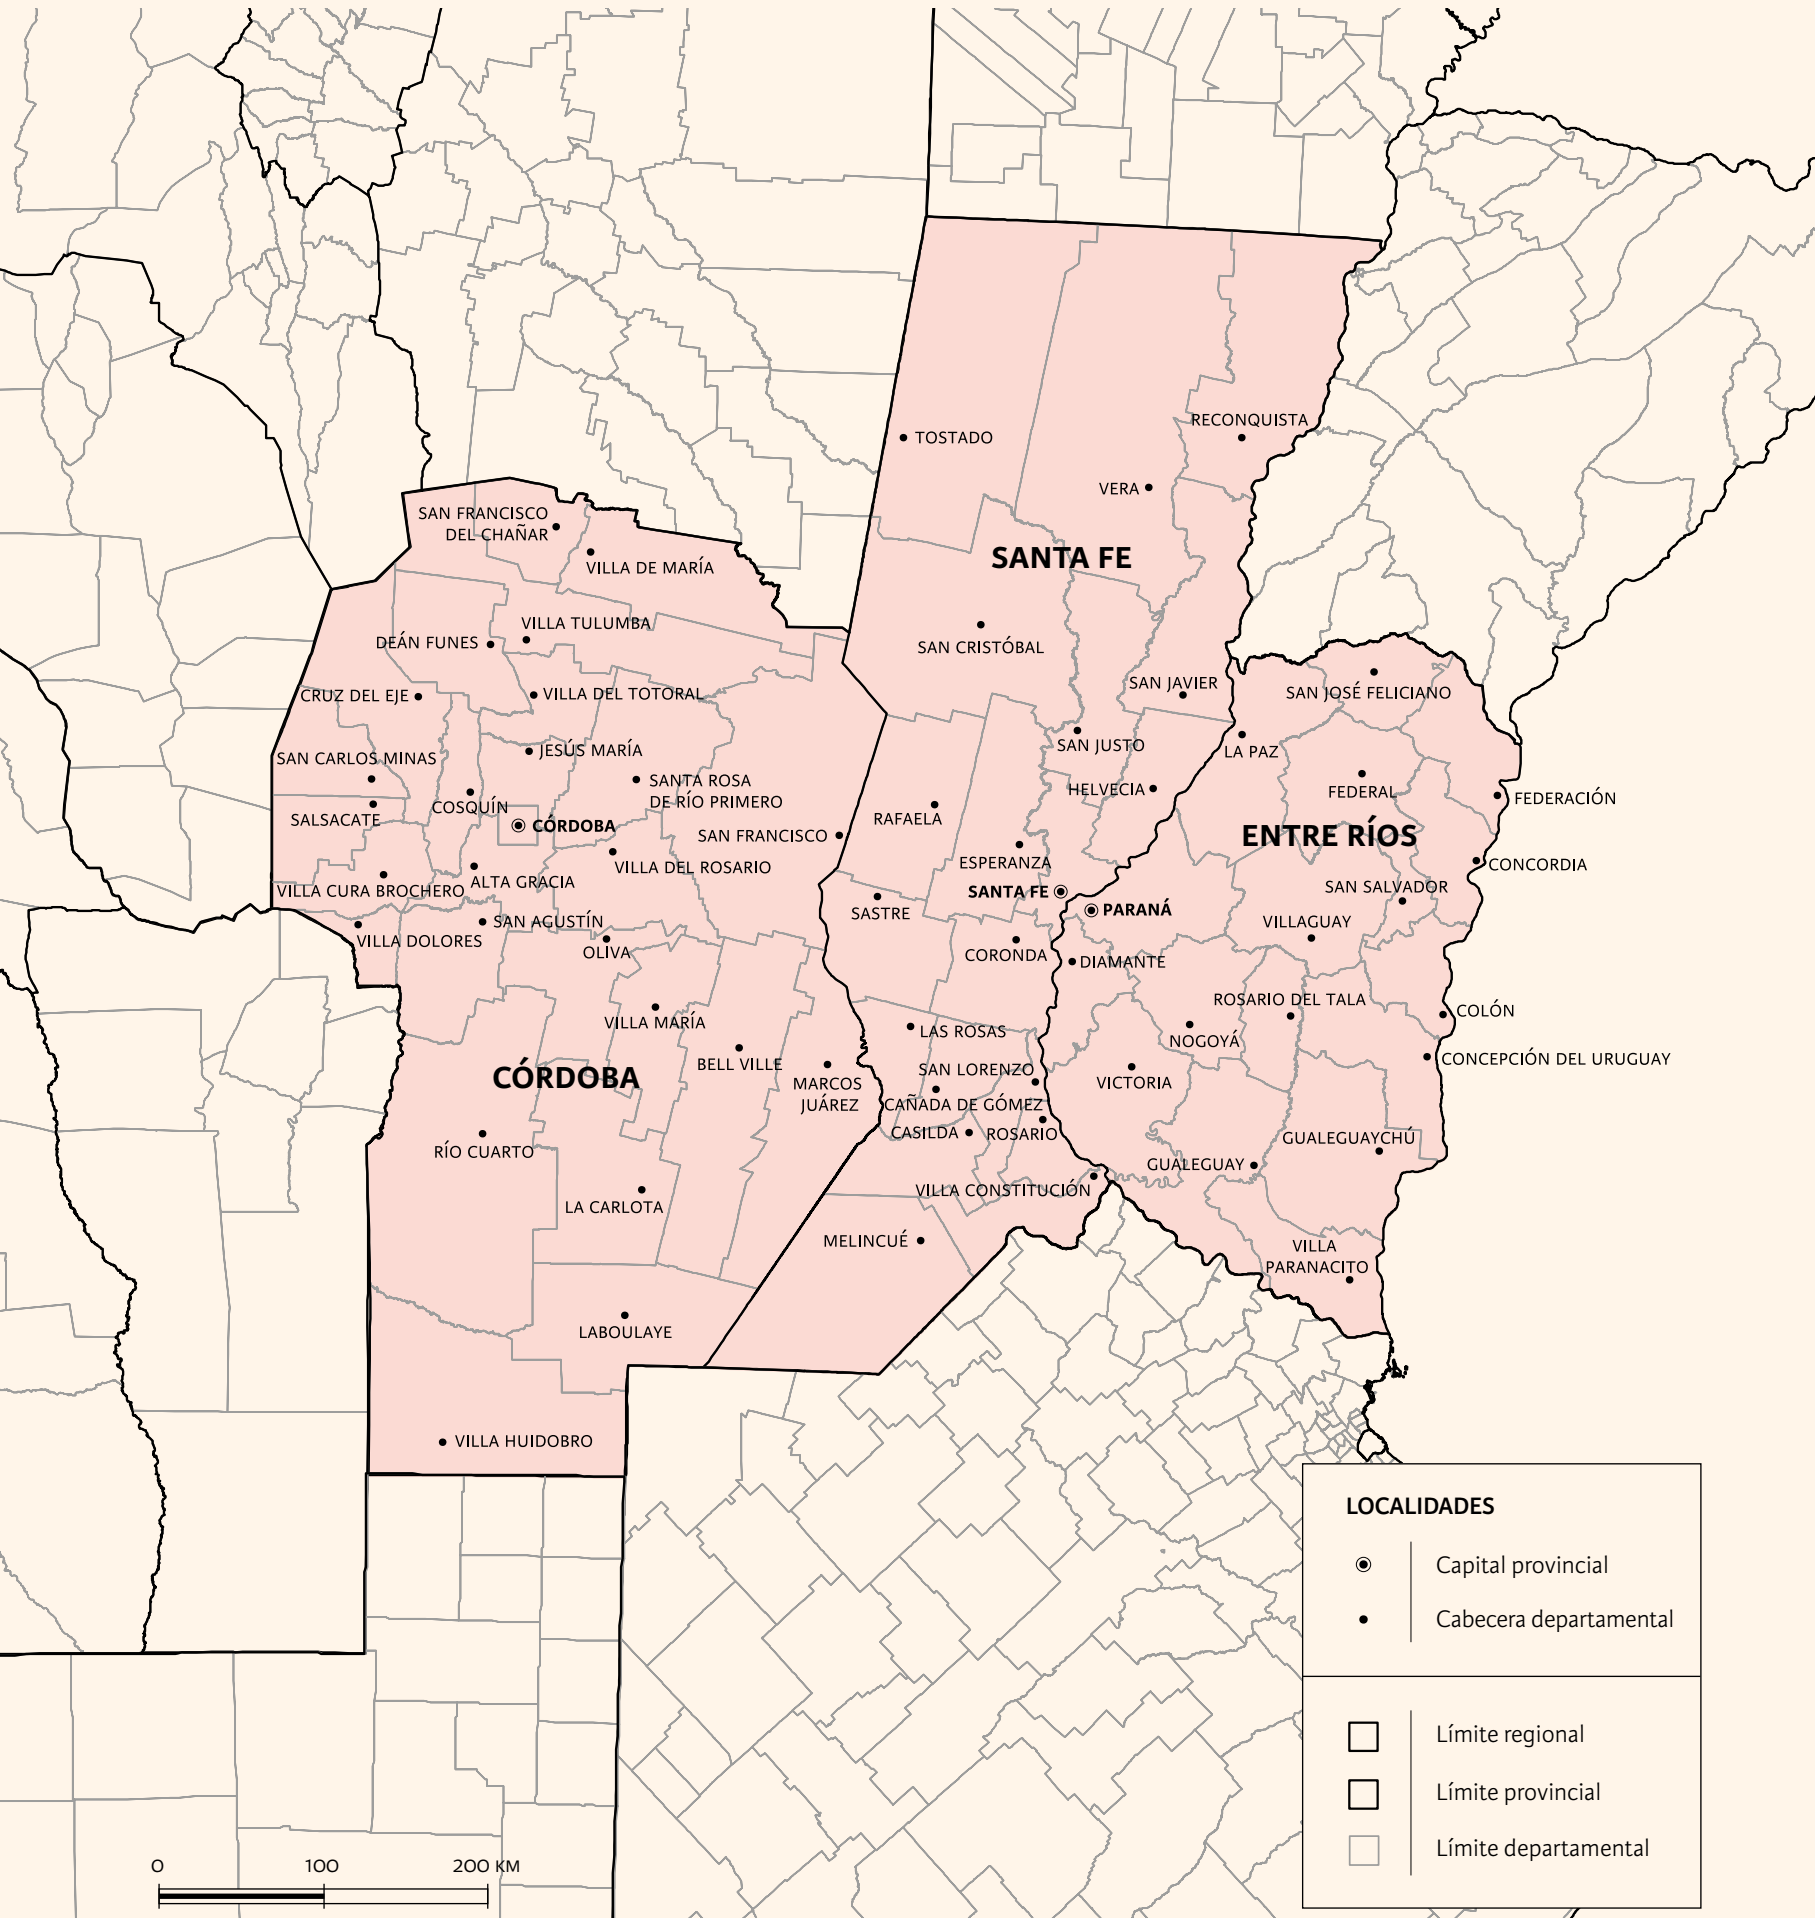 RECONQUISTA
TOSTADO
VERA
SANTA FE
SAN CRISTÓBAL
SAN JAVIER
SAN JUSTO
HELVECIA
RAFAELA
ESPERANZA
SANTA FE
SASTRE
CORONDA
LAS ROSAS
SAN LORENZO
CAÑADA DE GÓMEZ
CASILDA
ROSARIO
VILLA CONSTITUCIÓN
MELINCUÉ
SAN FRANCISCO
DEL CHAÑAR
VILLA DE MARÍA
VILLA TULUMBA
DEÁN FUNES
CRUZ DEL EJE
VILLA DEL TOTORAL
JESÚS MARÍA
SAN CARLOS MINAS
SANTA ROSA
DE RÍO PRIMERO
COSQUÍN
SALSACATE
CÓRDOBA
SAN FRANCISCO
VILLA DEL ROSARIO
ALTA GRACIA
VILLA CURA BROCHERO
SAN AGUSTÍN
VILLA DOLORES
OLIVA
VILLA MARÍA
BELL VILLE
CÓRDOBA
MARCOS
JUÁREZ
RÍO CUARTO
LA CARLOTA
LABOULAYE
VILLA HUIDOBRO
SAN JOSÉ FELICIANO
LA PAZ
FEDERAL
FEDERACIÓN
ENTRE RÍOS
CONCORDIA
SAN SALVADOR
PARANÁ
VILLAGUAY
DIAMANTE
ROSARIO DEL TALA
COLÓN
NOGOYÁ
CONCEPCIÓN DEL URUGUAY
VICTORIA
GUALEGUAYCHÚ
GUALEGUAY
VILLA
PARANACITO
LOCALIDADES
Capital provincial
Cabecera departamental
Límite regional
Límite provincial
Límite departamental
0 100 200 KM